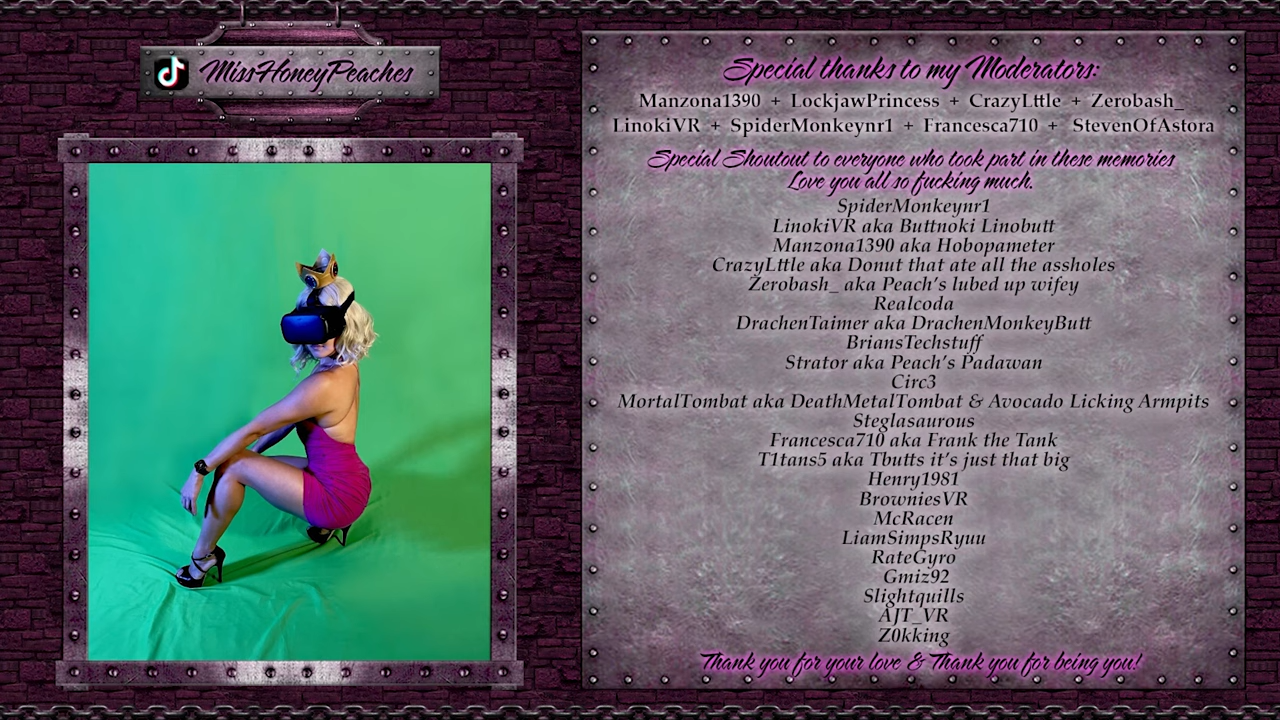 MissHoneyPeaches
Special thanks to my Moderators:
Manzona1390 + LockjawPrincess + CrazyLttle + Zerobash_
LinokiVR + SpiderMonkeynr1 + Francesca710 + StevenOfAstora
Special Shoutout to everyone who took part in these memories
Love you all so fucking much.
SpiderMonkeynr1
LinokiVR aka Buttnoki Linobutt
Manzona1390 aka Hobopameter
CrazyLttle aka Donut that ate all the assholes
Zerobash_ aka Peach's lubed up wifey
Realcoda
DrachenTaimer aka DrachenMonkeyButt
BriansTechstuff
Strator aka Peach's Padawan
Circ3
MortalTombat aka DeathMetalTombat & Avocado Licking Armpits
Steglasaurous
Francesca710 aka Frank the Tank
T1tans5 aka Tbutts it's just that big
Henry1981
BrowniesVR
McRacen
LiamSimpsRyuu
RateGyro
Gmiz92
Slightquills
AJT_VR
Z0kking
Thank you for your love & Thank you for being you!